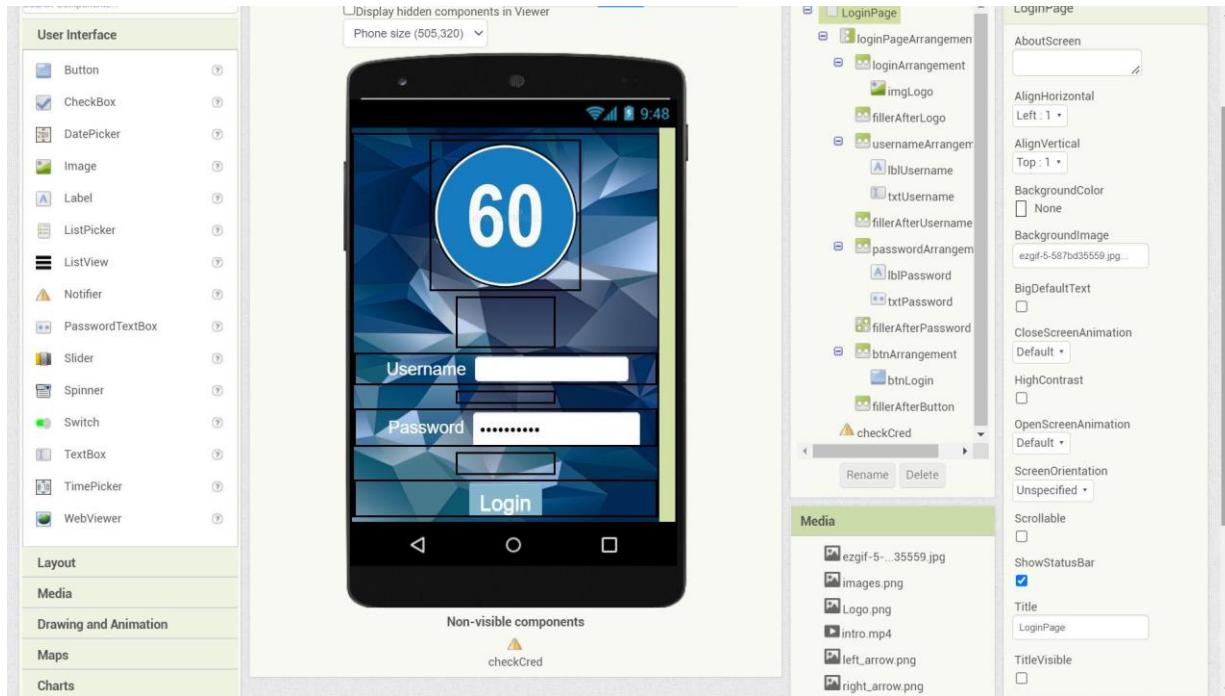 User Interface
Button
CheckBox
DatePicker
Image
Label
ListPicker
ListView
Notifier
PasswordTextBox
Slider
Spinner
Switch
TextBox
TimePicker
WebViewer
Layout
Media
Drawing and Animation
Maps
Charts
Display hidden components in Viewer
Phone size (505,320)
9:48
60
Username
Password
Login
Non-visible components
checkCred
LoginPage
loginPageArrangemen
loginArrangement
imgLogo
fillerAfterLogo
usernameArrangem
lblUsername
txtUsername
fillerAfterUsername
passwordArrangem
lblPassword
txtPassword
fillerAfterPassword
btnArrangement
btnLogin
fillerAfterButton
checkCred
Rename Delete
Media
ezgif-5-...35559.jpg
images.png
Logo.png
intro.mp4
left_arrow.png
right_arrow.png
LoginPage
AboutScreen
AlignHorizontal
Left : 1
AlignVertical
Top : 1
BackgroundColor
None
BackgroundImage
ezgif-5-587bd35559.jpg...
BigDefaultText
CloseScreenAnimation
Default
HighContrast
OpenScreenAnimation
Default
ScreenOrientation
Unspecified
Scrollable
ShowStatusBar
Title
LoginPage
TitleVisible